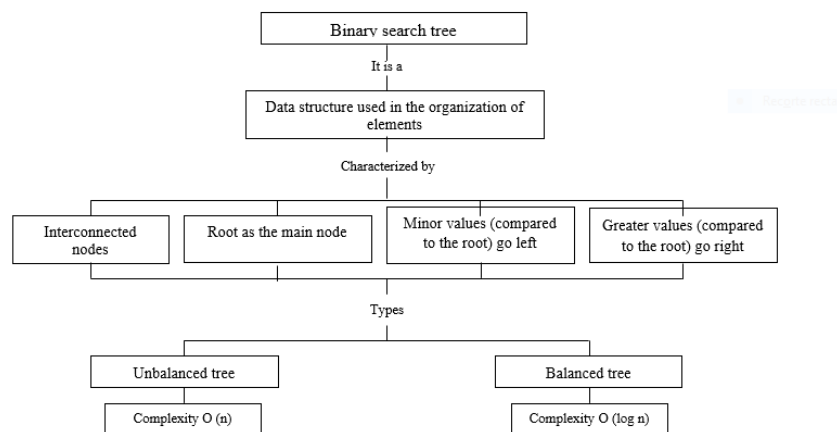 Binary search tree
It is a
Data structure used in the organization of
elements
Characterized by
Interconnected
nodes
Root as the main node
Minor values (compared
to the root) go left
Greater values (compared
to the root) go right
Types
Unbalanced tree
Balanced tree
Complexity O (n)
Complexity O (log n)